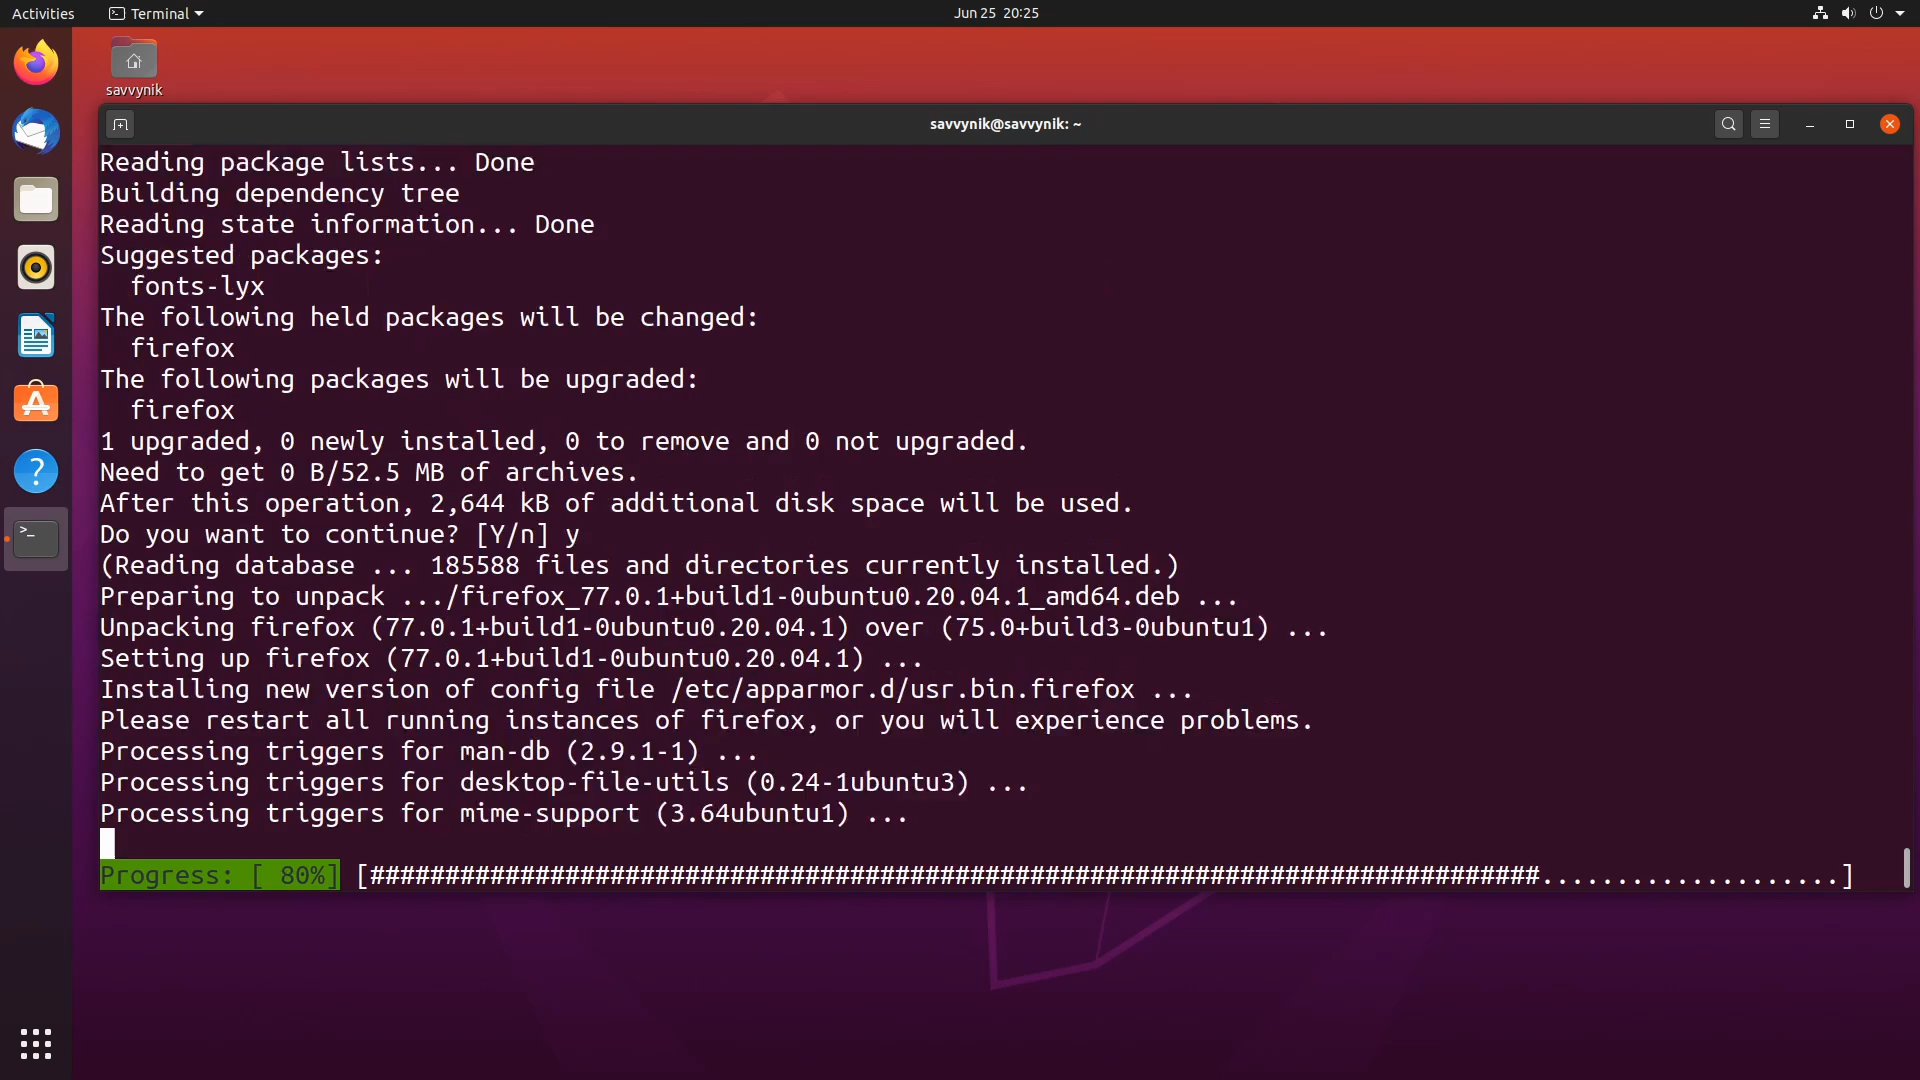 Activities
Terminal
Jun 25 20:25
savvynik
savvynik@savvynik: ~
Reading package lists... Done
Building dependency tree
Reading state information... Done
Suggested packages:
  fonts-lyx
The following held packages will be changed:
  firefox
The following packages will be upgraded:
  firefox
1 upgraded, 0 newly installed, 0 to remove and 0 not upgraded.
Need to get 0 B/52.5 MB of archives.
After this operation, 2,644 kB of additional disk space will be used.
Do you want to continue? [Y/n] y
(Reading database ... 185588 files and directories currently installed.)
Preparing to unpack .../firefox_77.0.1+build1-0ubuntu0.20.04.1_amd64.deb ...
Unpacking firefox (77.0.1+build1-0ubuntu0.20.04.1) over (75.0+build3-0ubuntu1) ...
Setting up firefox (77.0.1+build1-0ubuntu0.20.04.1) ...
Installing new version of config file /etc/apparmor.d/usr.bin.firefox ...
Please restart all running instances of firefox, or you will experience problems.
Processing triggers for man-db (2.9.1-1) ...
Processing triggers for desktop-file-utils (0.24-1ubuntu3) ...
Processing triggers for mime-support (3.64ubuntu1) ...
Progress: [ 80%] [##############################################################################....................]